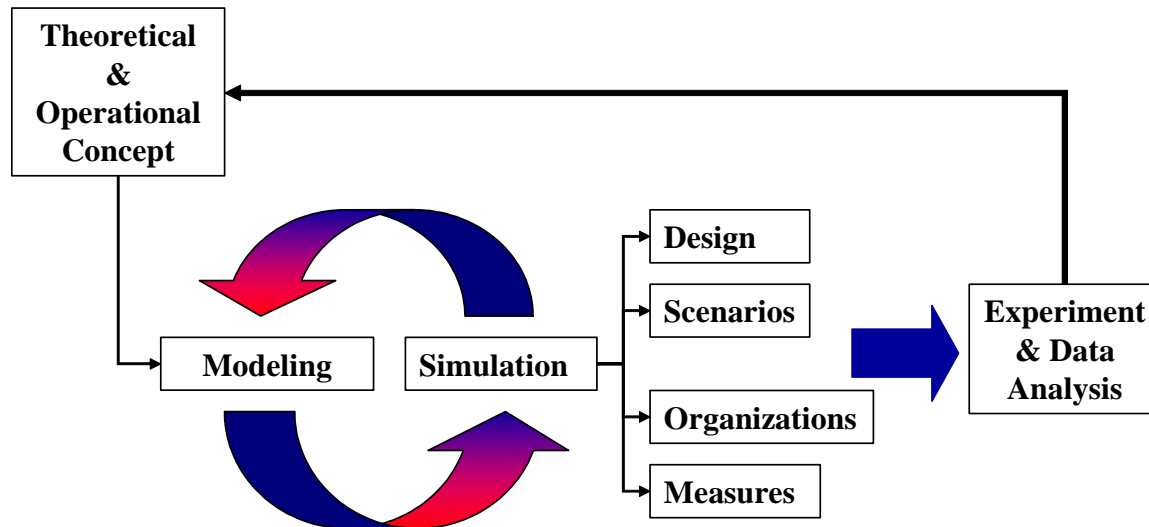 Theoretical
&
Operational
Concept
Modeling
Simulation
Design
Scenarios
Organizations
Measures
Experiment
& Data
Analysis